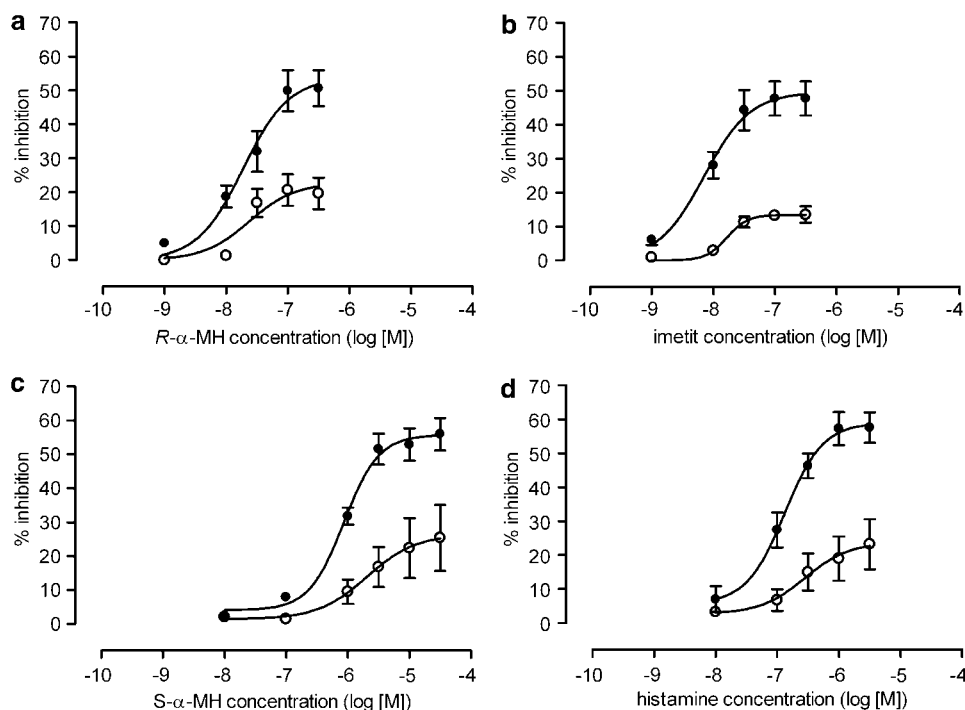 a
70
60
50
40
30
20
10
0
% inhibition
-10 -9 -8 -7 -6 -5 -4
R-α-MH concentration (log [M])
b
70
60
50
40
30
20
10
0
% inhibition
-10 -9 -8 -7 -6 -5 -4
imetit concentration (log [M])
c
70
60
50
40
30
20
10
0
% inhibition
-10 -9 -8 -7 -6 -5 -4
S-α-MH concentration (log [M])
d
70
60
50
40
30
20
10
0
% inhibition
-10 -9 -8 -7 -6 -5 -4
histamine concentration (log [M])